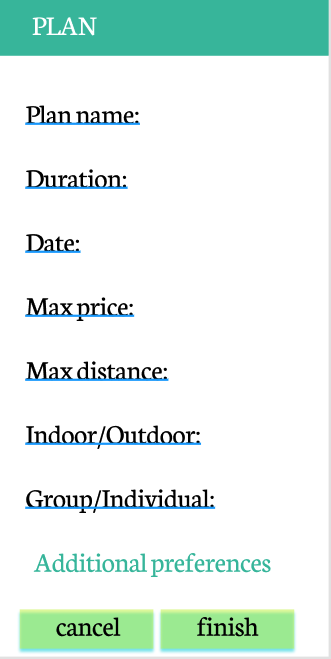 PLAN
Plan name:
Duration:
Date:
Max price:
Max distance:
Indoor/Outdoor:
Group/Individual:
Additional preferences
cancel finish